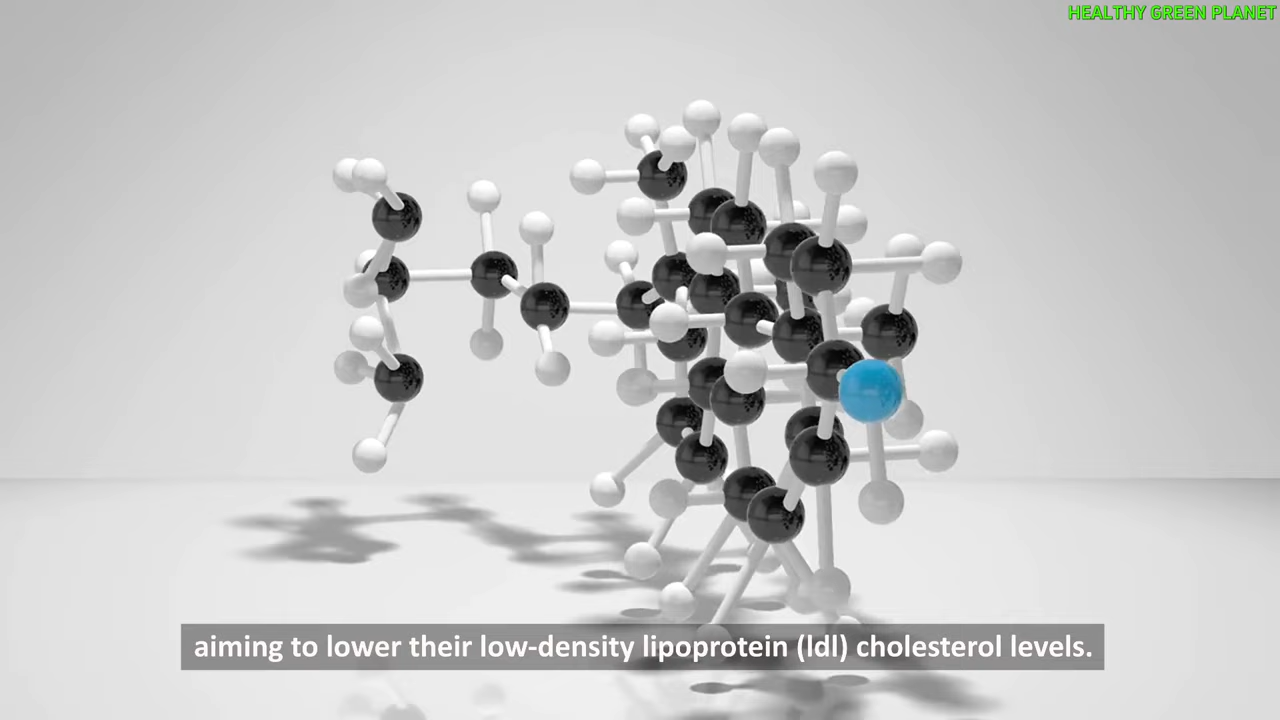 HEALTHY GREEN PLANET
aiming to lower their low-density lipoprotein (ldl) cholesterol levels.